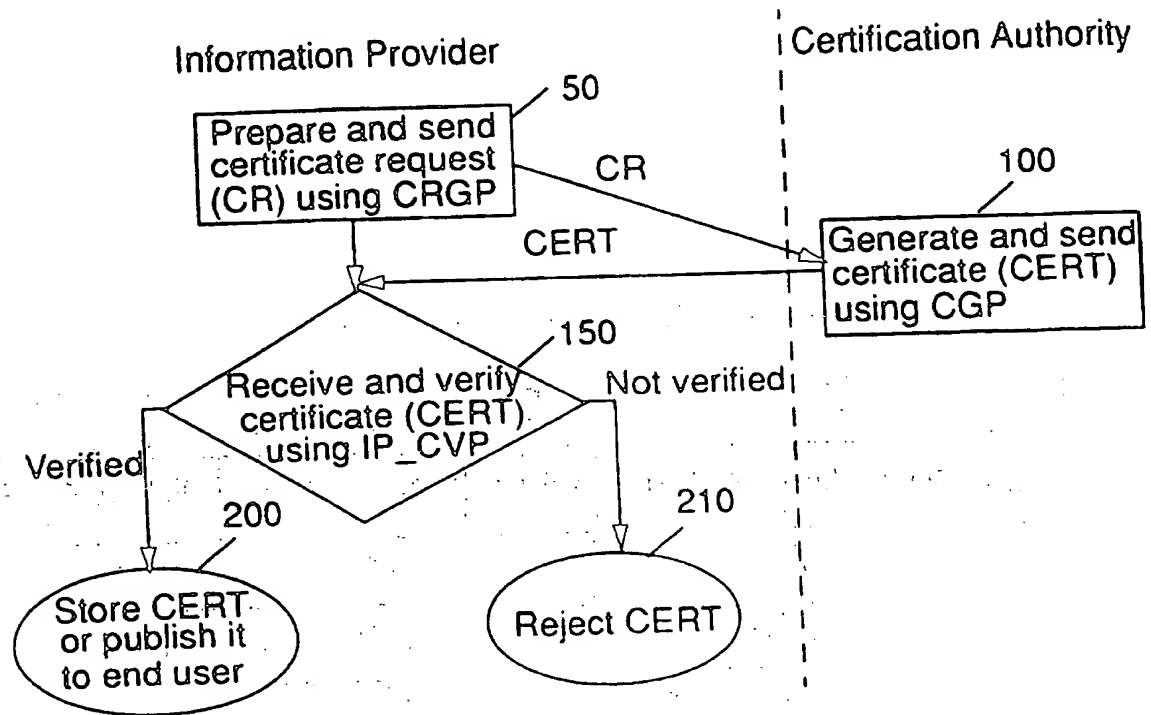 Information Provider
Certification Authority
50
Prepare and send
certificate request
(CR) using CRGP
CR
100
CERT
Generate and send
certificate (CERT)
using CGP
150
Receive and verify
certificate (CERT)
using IP_CVP
Not verified
Verified
200
210
Store CERT
or publish it
to end user
Reject CERT